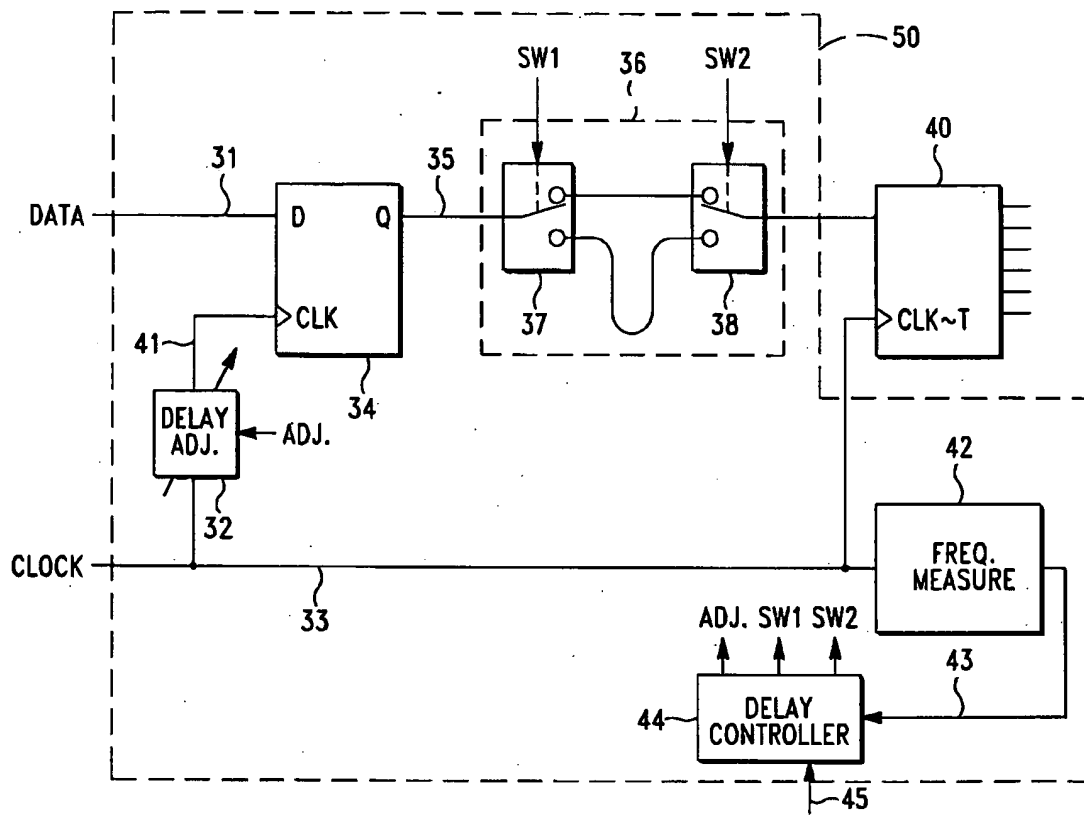 50
SW1
36
SW2
40
31
35
DATA
D
Q
37
38
CLK
CLK~T
41
34
DELAY
ADJ.
ADJ.
32
42
CLOCK
33
FREQ.
MEASURE
ADJ.
SW1
SW2
43
44
DELAY
CONTROLLER
45